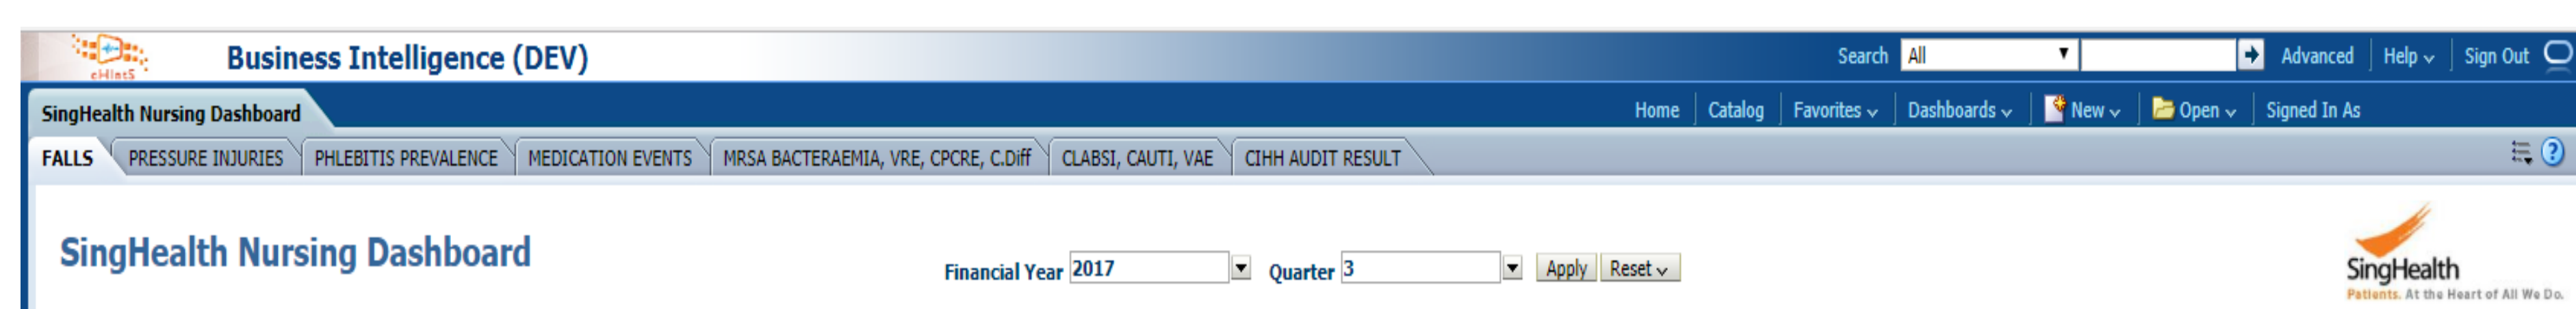 eHIntS
Business Intelligence (DEV) Search All Advanced Help Sign Out
SingHealth Nursing Dashboard Home Catalog Favorites Dashboards New Open Signed In As
FALLS PRESSURE INJURIES PHLEBITIS PREVALENCE MEDICATION EVENTS MRSA BACTERAEMIA, VRE, CPCRE, C.Diff CLABSI, CAUTI, VAE CIHH AUDIT RESULT
SingHealth Nursing Dashboard
Financial Year 2017 Quarter 3 Apply Reset
SingHealth
Patients. At the Heart of All We Do.